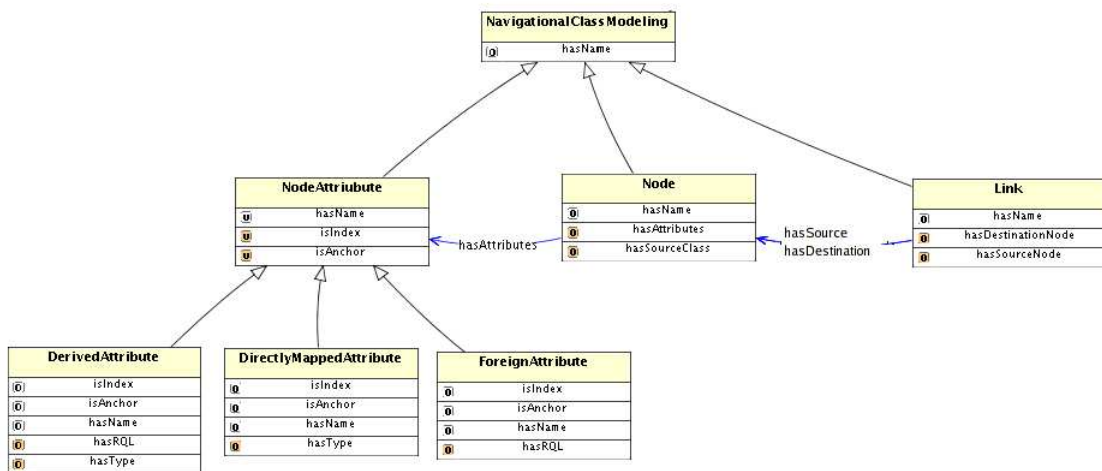 NavigationalClassModeling
hasName
NodeAttriubute
hasName
isIndex
isAnchor
hasAttributes
Node
hasName
hasAttributes
hasSourceClass
hasSource
hasDestination
Link
hasName
hasDestinationNode
hasSourceNode
DerivedAttribute
isIndex
isAnchor
hasName
hasRQL
hasType
DirectlyMappedAttribute
isIndex
isAnchor
hasName
hasType
ForeignAttribute
isIndex
isAnchor
hasName
hasRQL